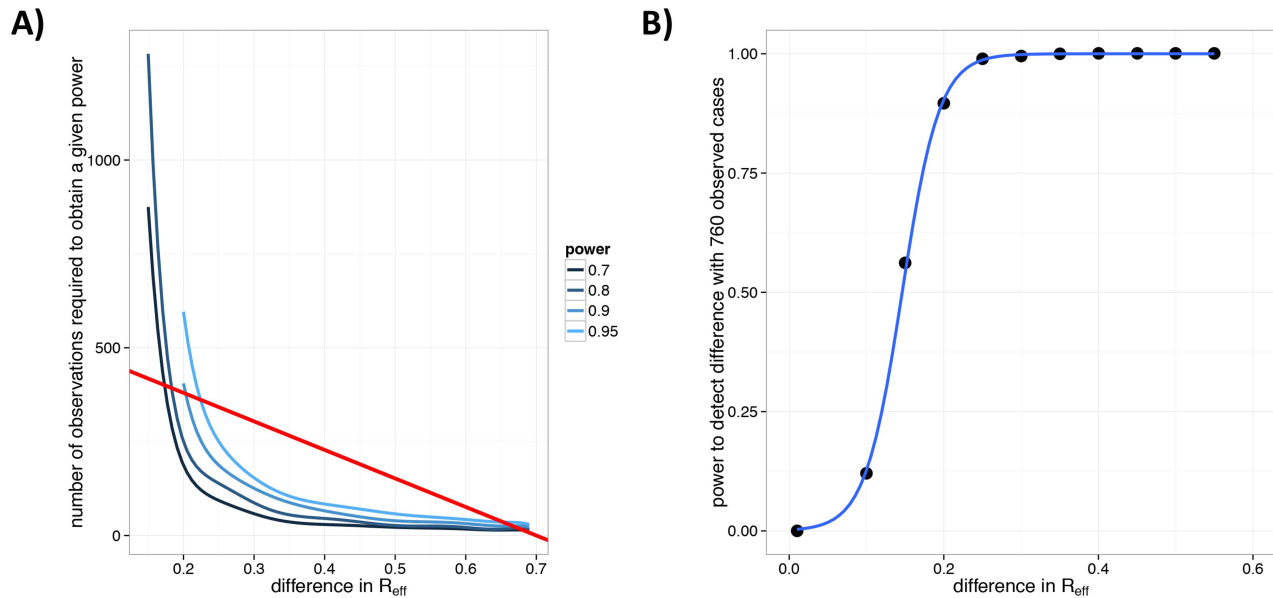 A)
number of observations required to obtain a given power
1000
500
0
0.2 0.3 0.4 0.5 0.6 0.7
difference in Reff
power
0.7
0.8
0.9
0.95
B)
power to detect difference with 760 observed cases
1.00
0.75
0.50
0.25
0.00
0.0 0.2 0.4 0.6
difference in Reff